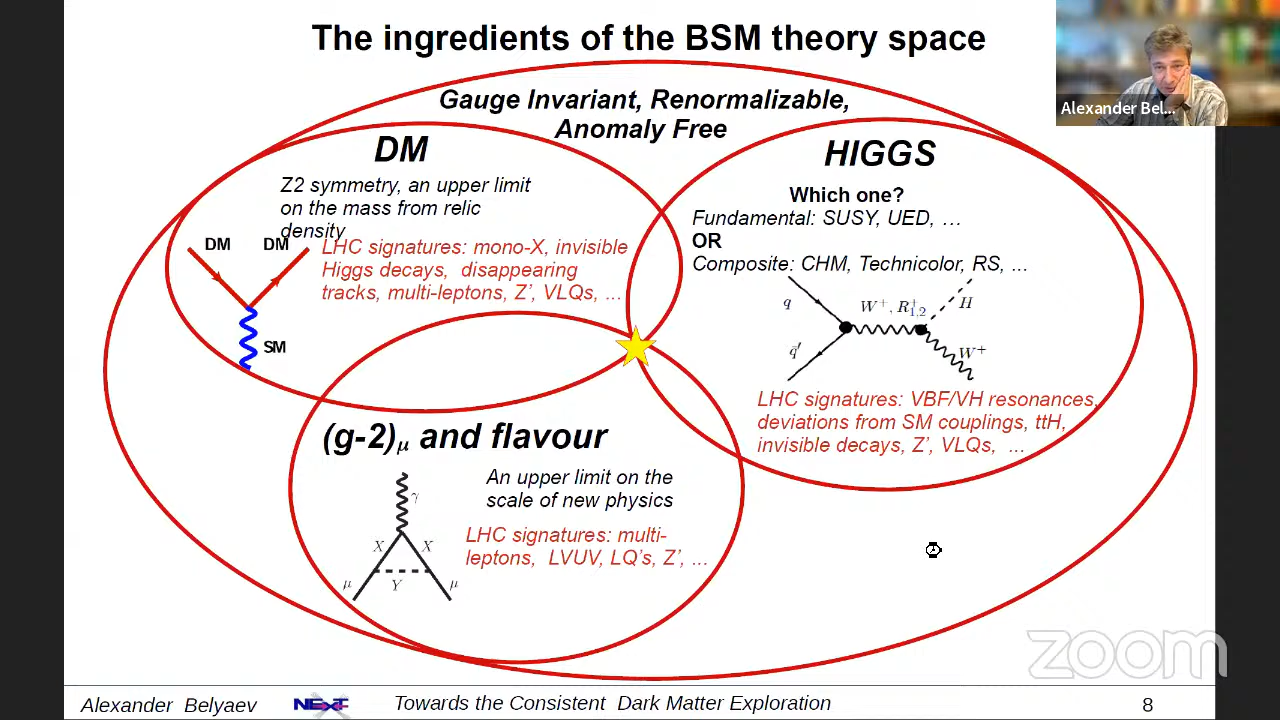 The ingredients of the BSM theory space
Alexander Bel...
Gauge Invariant, Renormalizable,
Anomaly Free
DM
Z2 symmetry, an upper limit
on the mass from relic
density
DM DM
LHC signatures: mono-X, invisible
Higgs decays, disappearing
tracks, multi-leptons, Z’, VLQs, ...
SM
HIGGS
Which one?
Fundamental: SUSY, UED, …
OR
Composite: CHM, Technicolor, RS, ...
q
W⁺, R⁺₁,₂
H
q̄′
W⁺
LHC signatures: VBF/VH resonances,
deviations from SM couplings, ttH,
invisible decays, Z’, VLQs, ...
(g-2)μ and flavour
An upper limit on the
scale of new physics
γ
X X
μ Y μ
LHC signatures: multi-
leptons, LVUV, LQ’s, Z’, ...
zoom
Alexander Belyaev
NEXT
Towards the Consistent Dark Matter Exploration
8